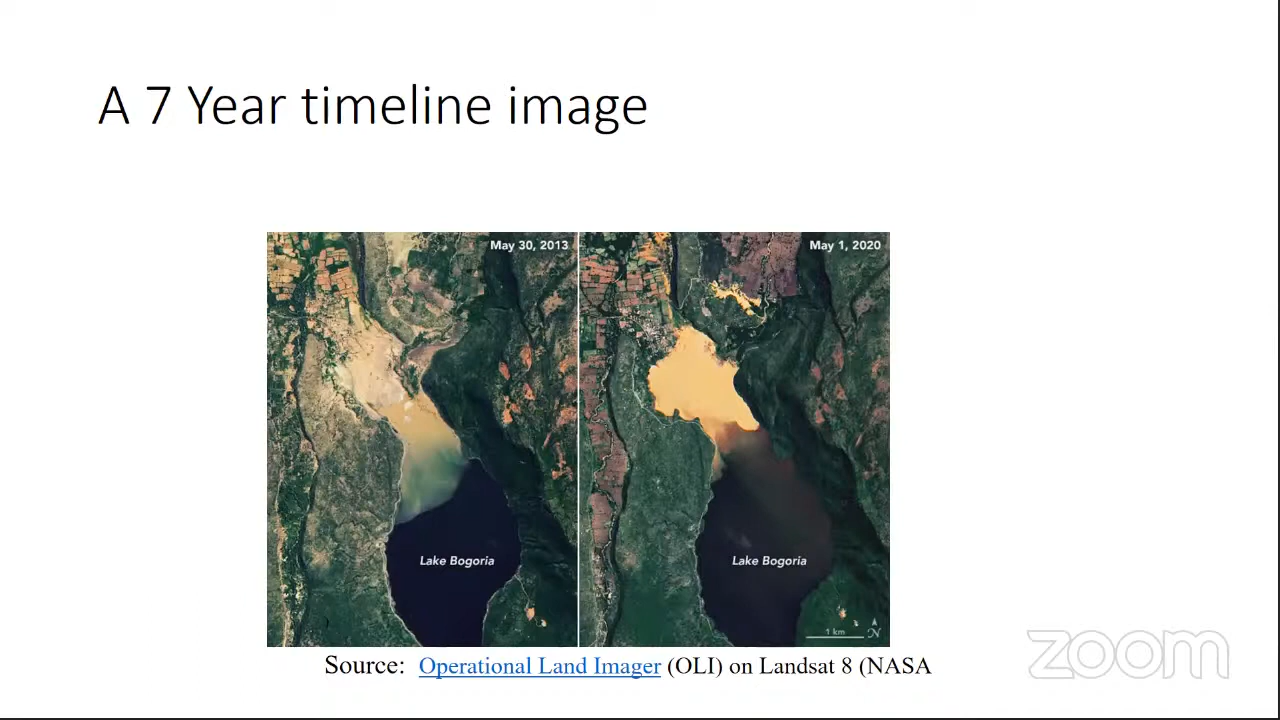 A 7 Year timeline image
May 30, 2013
May 1, 2020
Lake Bogoria
Lake Bogoria
1 km
N
Source: Operational Land Imager (OLI) on Landsat 8 (NASA
zoom